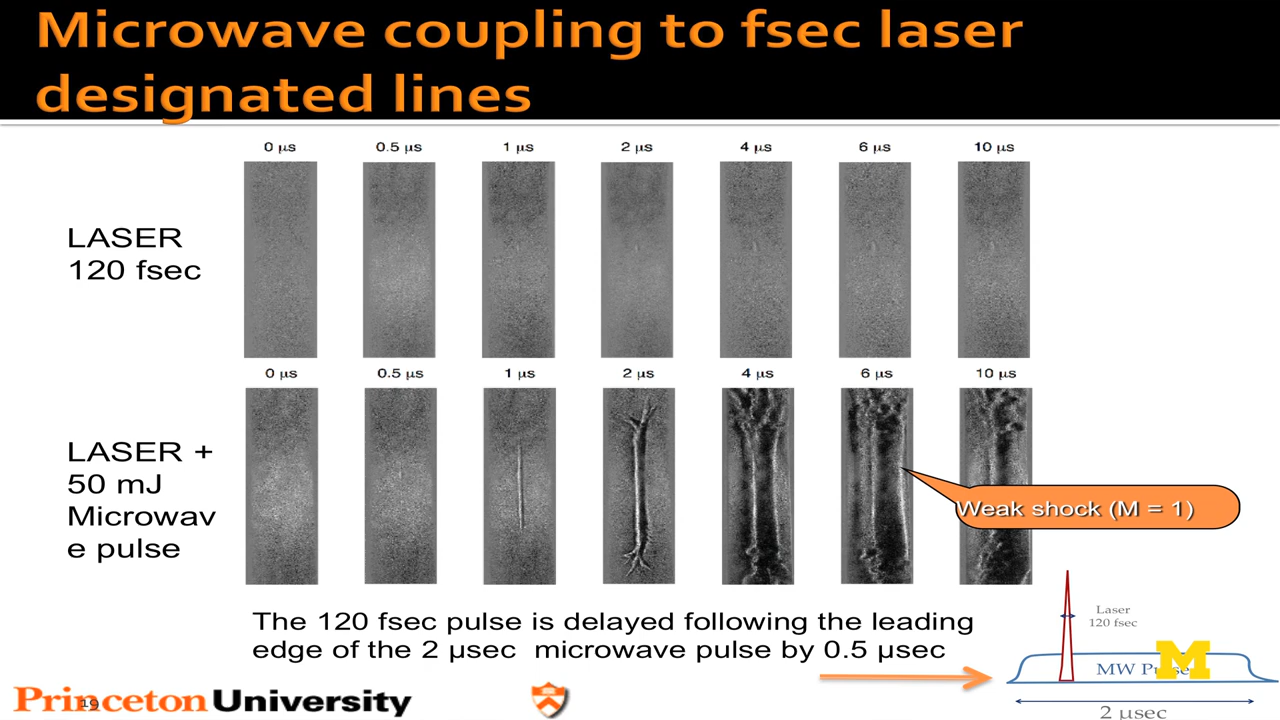 Microwave coupling to fsec laser
designated lines
0 µs 0.5 µs 1 µs 2 µs 4 µs 6 µs 10 µs
LASER
120 fsec
0 µs 0.5 µs 1 µs 2 µs 4 µs 6 µs 10 µs
LASER +
50 mJ
Microwav
e pulse
Weak shock (M = 1)
The 120 fsec pulse is delayed following the leading
edge of the 2 µsec microwave pulse by 0.5 µsec
Laser
120 fsec
MW Pulse
M
2 µsec
Princeton University
19